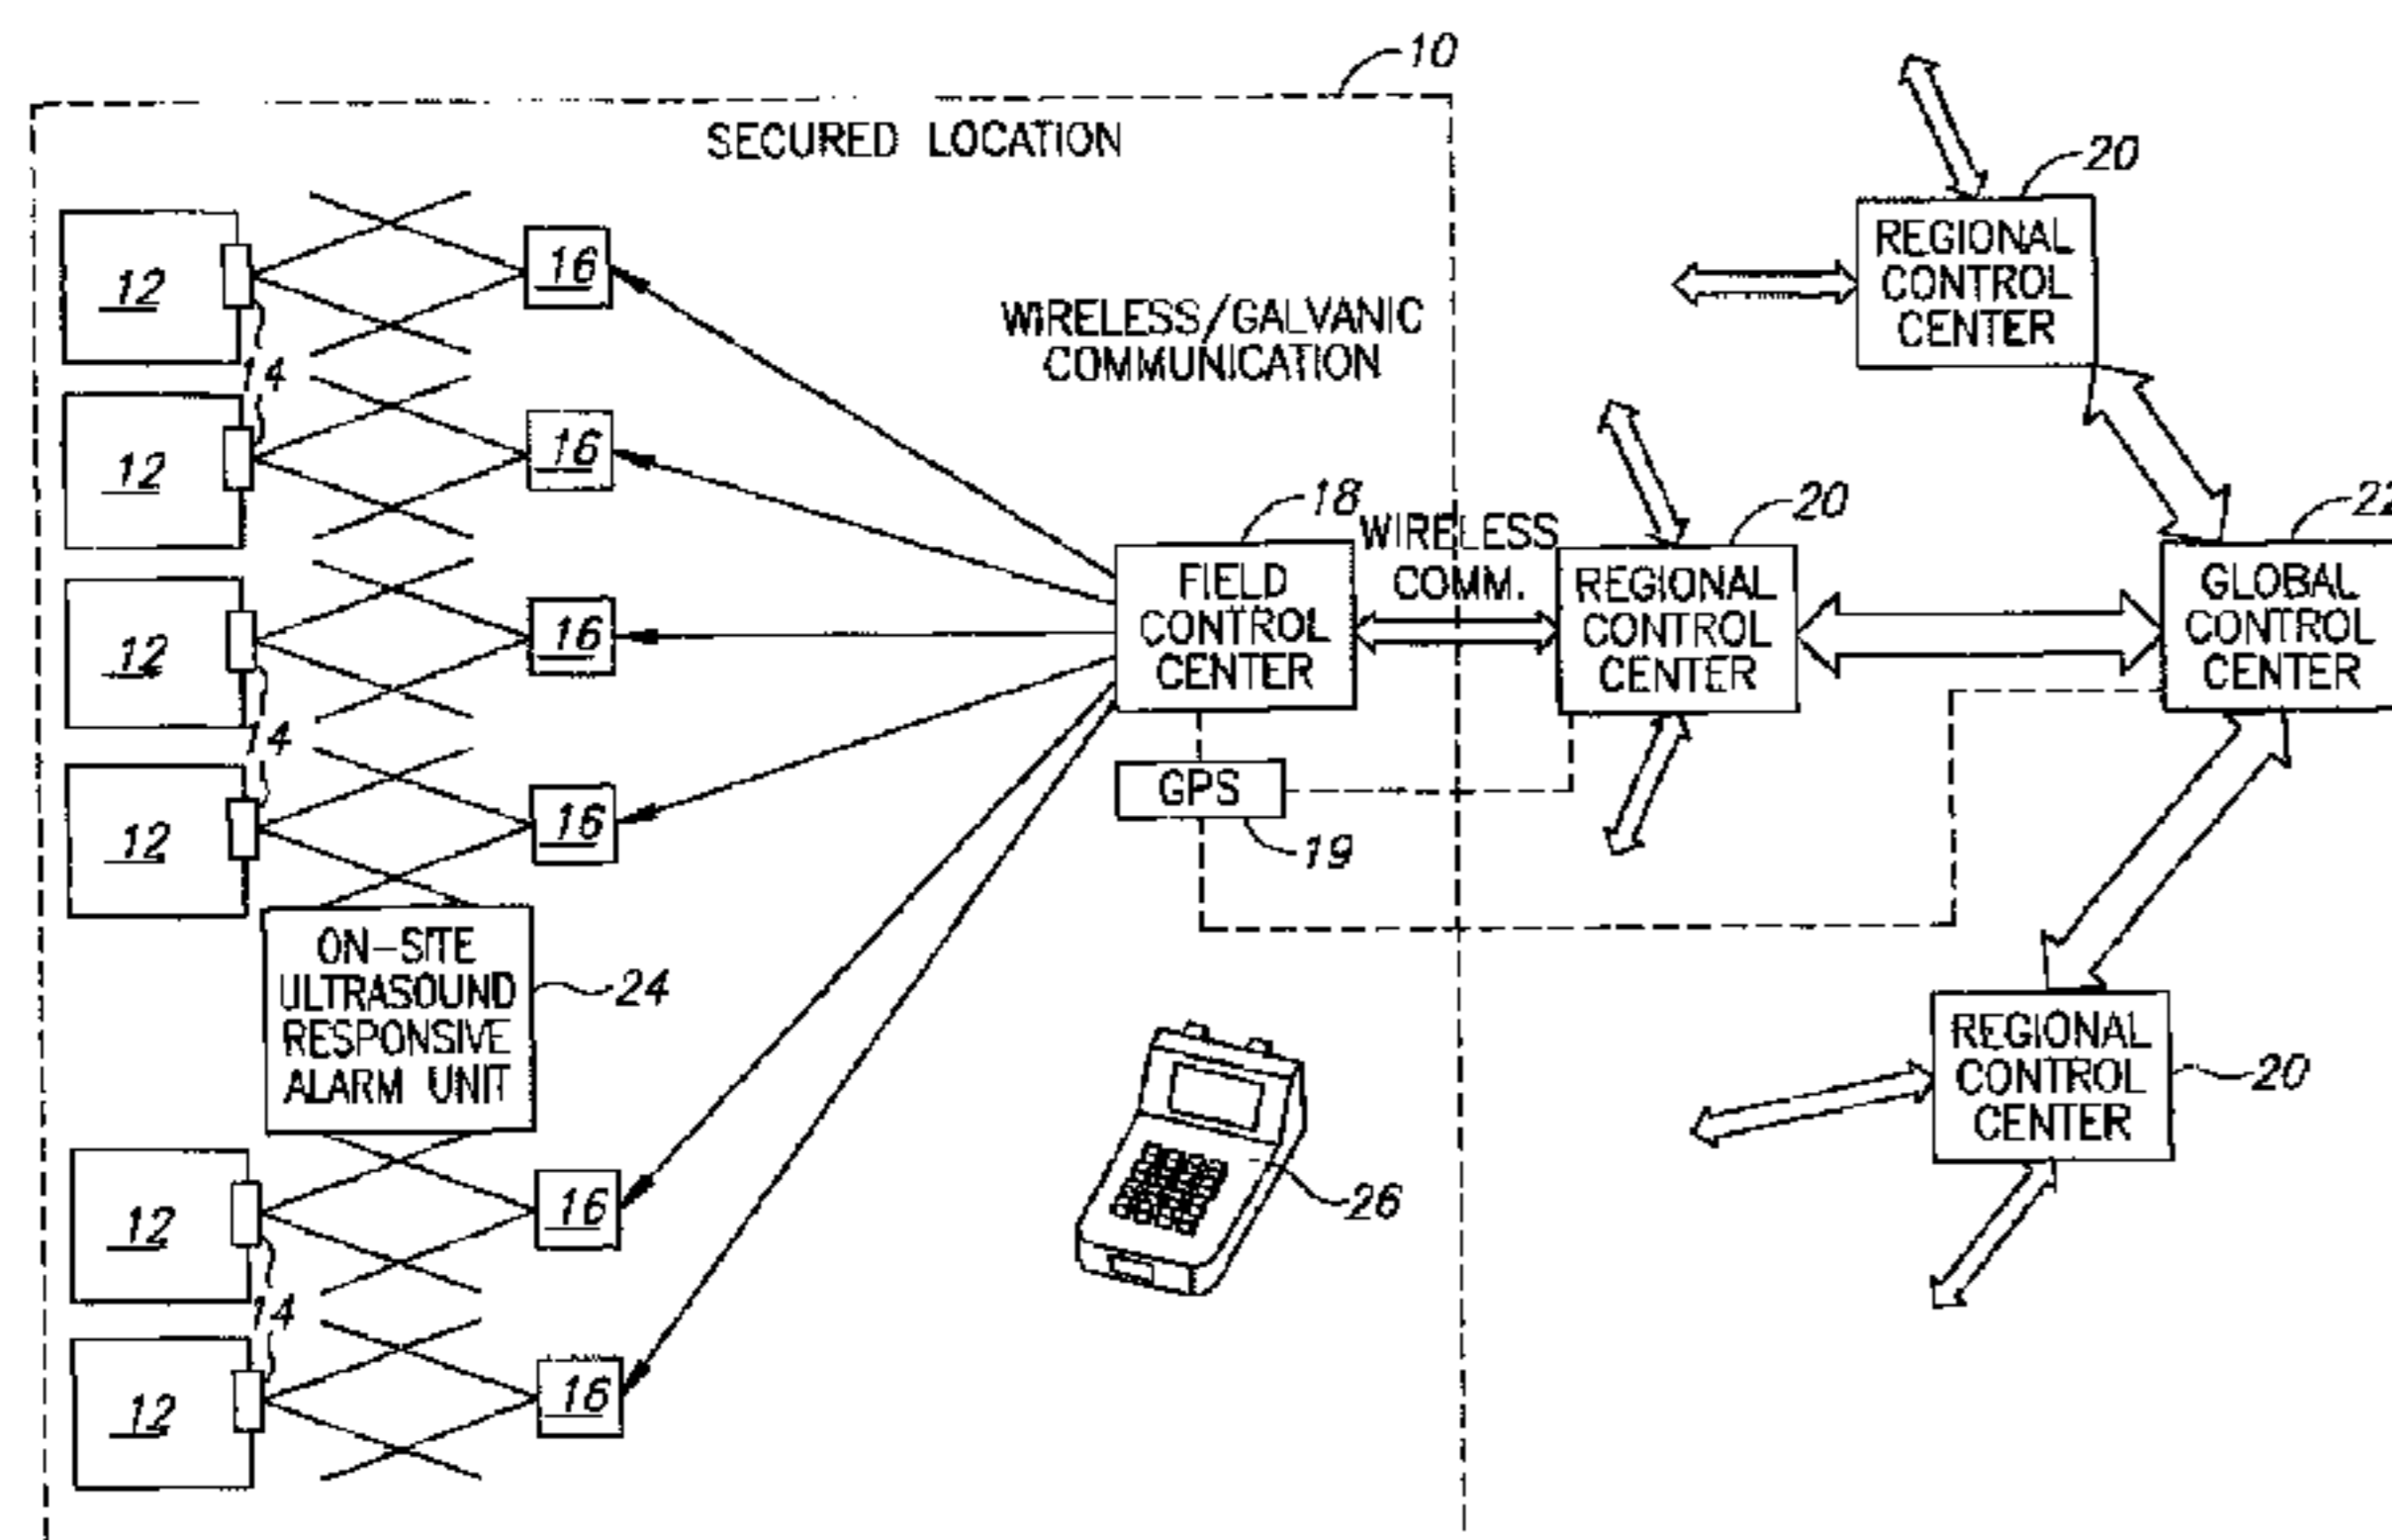 10
SECURED LOCATION
20
REGIONAL
CONTROL
CENTER
12
16
WIRELESS/GALVANIC
COMMUNICATION
14
12
16
18
WIRELESS
COMM.
20
22
FIELD
CONTROL
CENTER
REGIONAL
CONTROL
CENTER
GLOBAL
CONTROL
CENTER
12
16
14
GPS
19
12
16
ON-SITE
ULTRASOUND
RESPONSIVE
ALARM UNIT
24
REGIONAL
CONTROL
CENTER
20
12
16
26
14
12
16